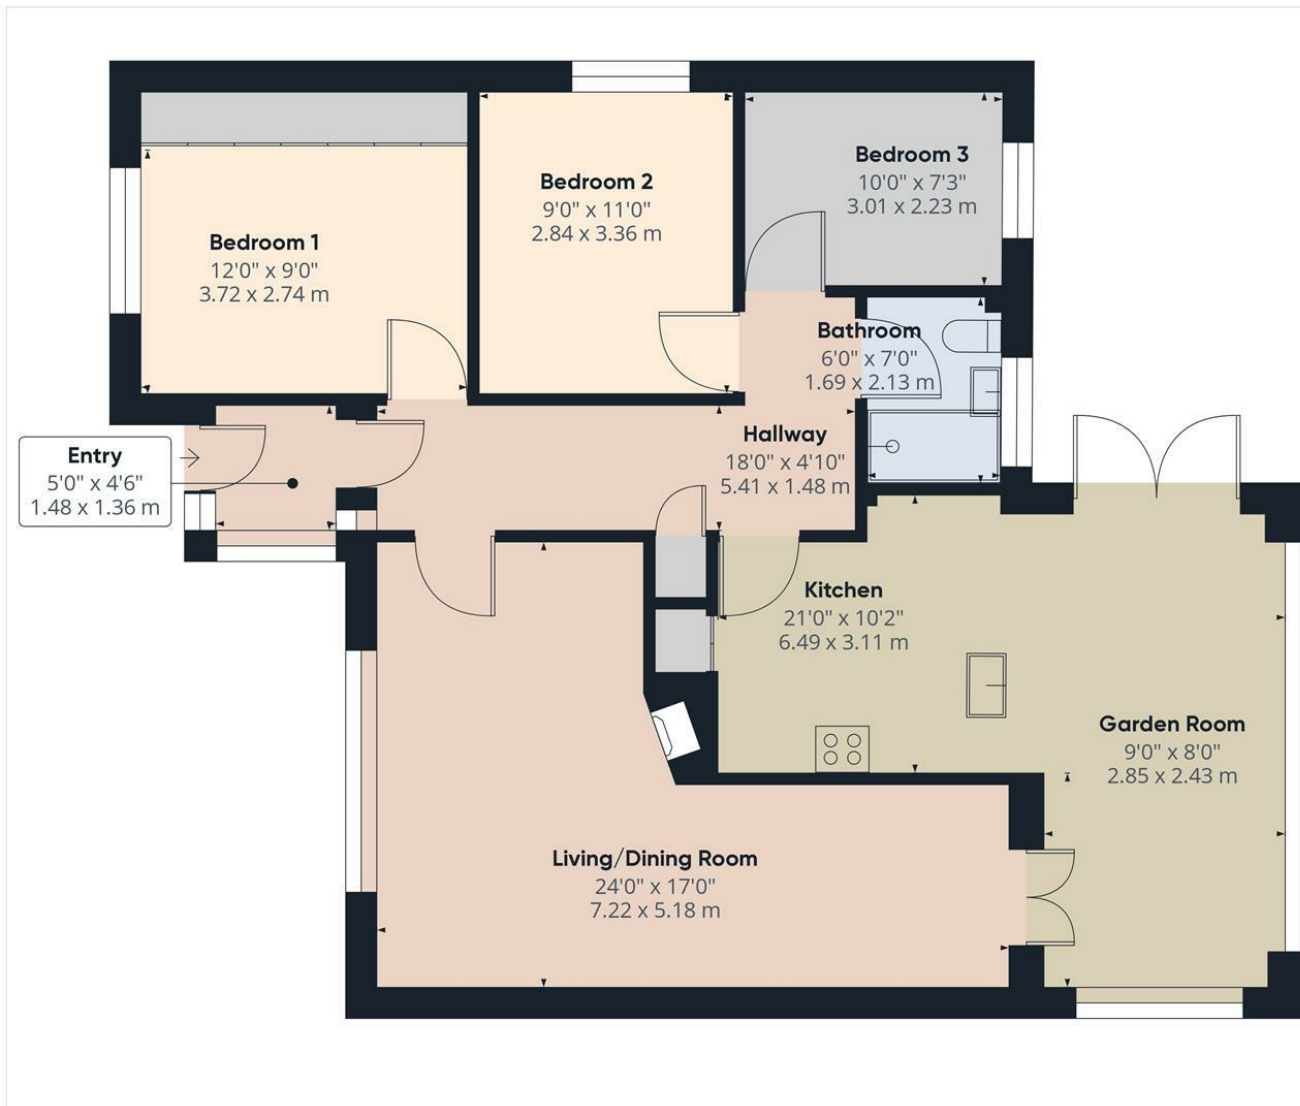 Bedroom 1
12'0" x 9'0"
3.72 x 2.74 m
Bedroom 2
9'0" x 11'0"
2.84 x 3.36 m
Bedroom 3
10'0" x 7'3"
3.01 x 2.23 m
Bathroom
6'0" x 7'0"
1.69 x 2.13 m
Entry
5'0" x 4'6"
1.48 x 1.36 m
Hallway
18'0" x 4'10"
5.41 x 1.48 m
Kitchen
21'0" x 10'2"
6.49 x 3.11 m
Garden Room
9'0" x 8'0"
2.85 x 2.43 m
Living/Dining Room
24'0" x 17'0"
7.22 x 5.18 m